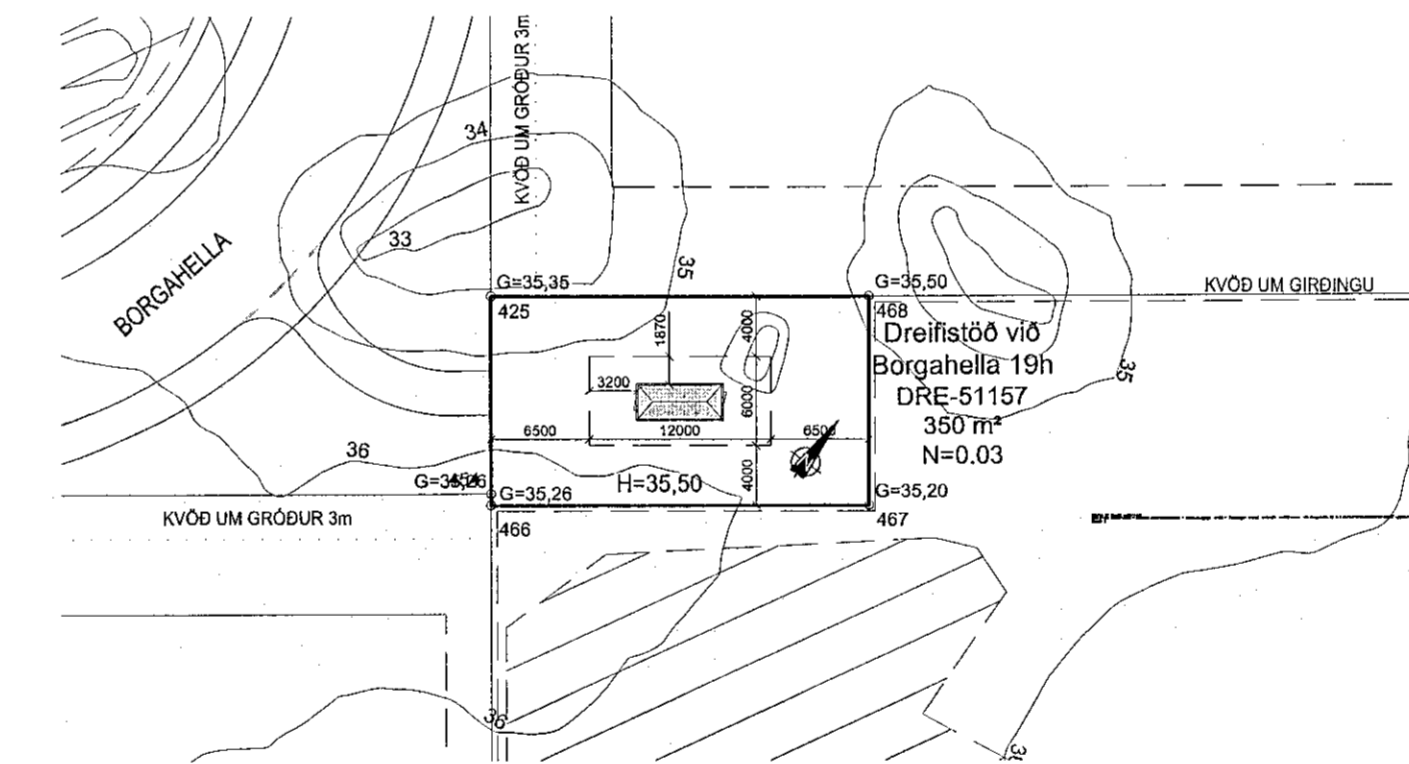 KVÖÐ UM GRÓÐUR 3m
34
33
BORGAHELLA
35
G=35,35
425
G=35,50
468
KVÖÐ UM GIRÐINGU
Dreifistöð við
Borgahella 19h
DRE-51157
350 m²
N=0.03
35
1870
4000
3200
6000
6500
12000
6500
N
36
4000
H=35,50
G=35,26
G=35,20
466
467
KVÖÐ UM GRÓÐUR 3m
36